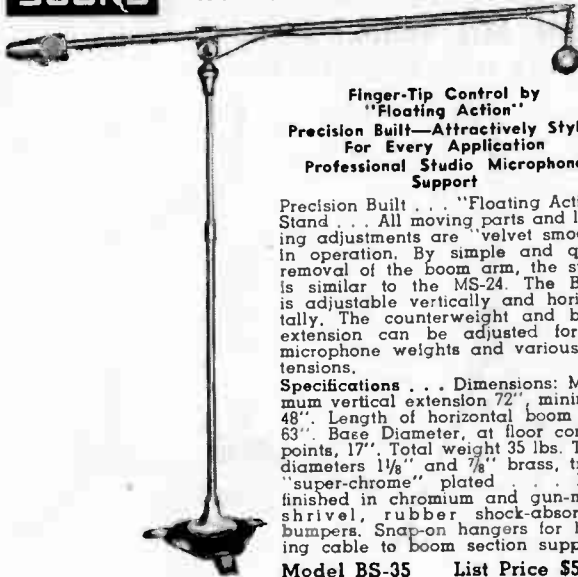 Finger-Tip Control by
"Floating Action"
Precision Built—Attractively Styl
For Every Application
Professional Studio Microphone
Support
Precision Built . . . "Floating Acti
Stand . . . All moving parts and l
ing adjustments are "velvet smoo
in operation. By simple and q
removal of the boom arm, the s
is similar to the MS-24. The B
is adjustable vertically and hori
tally. The counterweight and b
extension can be adjusted for
microphone weights and various
tensions.
Specifications . . . Dimensions: M
mum vertical extension 72", minim
48". Length of horizontal boom
63". Base Diameter, at floor con
points, 17". Total weight 35 lbs. T
diameters 1⅛" and ⅞" brass, t
"super-chrome" plated . . .
finished in chromium and gun-m
shrivel, rubber shock-absor
bumpers. Snap-on hangers for l
ing cable to boom section supp
Model BS-35 List Price $5